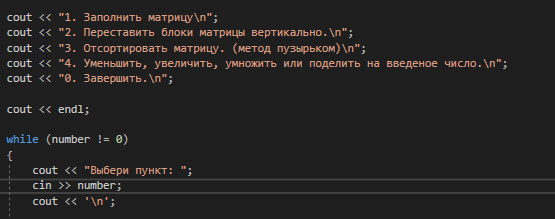 cout << "1. Заполнить матрицу\n";
cout << "2. Переставить блоки матрицы вертикально.\n";
cout << "3. Отсортировать матрицу. (метод пузырьком)\n";
cout << "4. Уменьшить, увеличить, умножить или поделить на введеное число.\n";
cout << "0. Завершить.\n";
cout << endl;
while (number != 0)
{
cout << "Выбери пункт: ";
cin >> number;
cout << '\n';